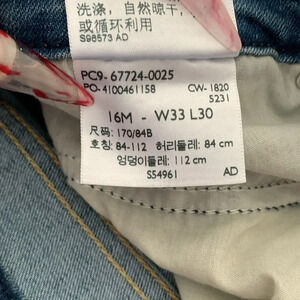 洗涤，自然晾干，
或循环利用
S98573 AD
PC9-67724-0025
PO-4100461158 CW-1820
5231
16M - W33 L30
尺码: 170/84B
호칭: 84-112 허리둘레: 84 cm
엉덩이둘레: 112 cm
S54961 AD